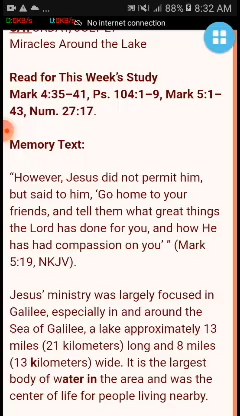 88% 8:32 AM
0KB/s 0KB/s No internet connection
Miracles Around the Lake
Read for This Week's Study
Mark 4:35–41, Ps. 104:1–9, Mark 5:1–
43, Num. 27:17.
Memory Text:
“However, Jesus did not permit him,
but said to him, ‘Go home to your
friends, and tell them what great things
the Lord has done for you, and how He
has had compassion on you’ ” (Mark
5:19, NKJV).
Jesus’ ministry was largely focused in
Galilee, especially in and around the
Sea of Galilee, a lake approximately 13
miles (21 kilometers) long and 8 miles
(13 kilometers) wide. It is the largest
body of water in the area and was the
center of life for people living nearby.